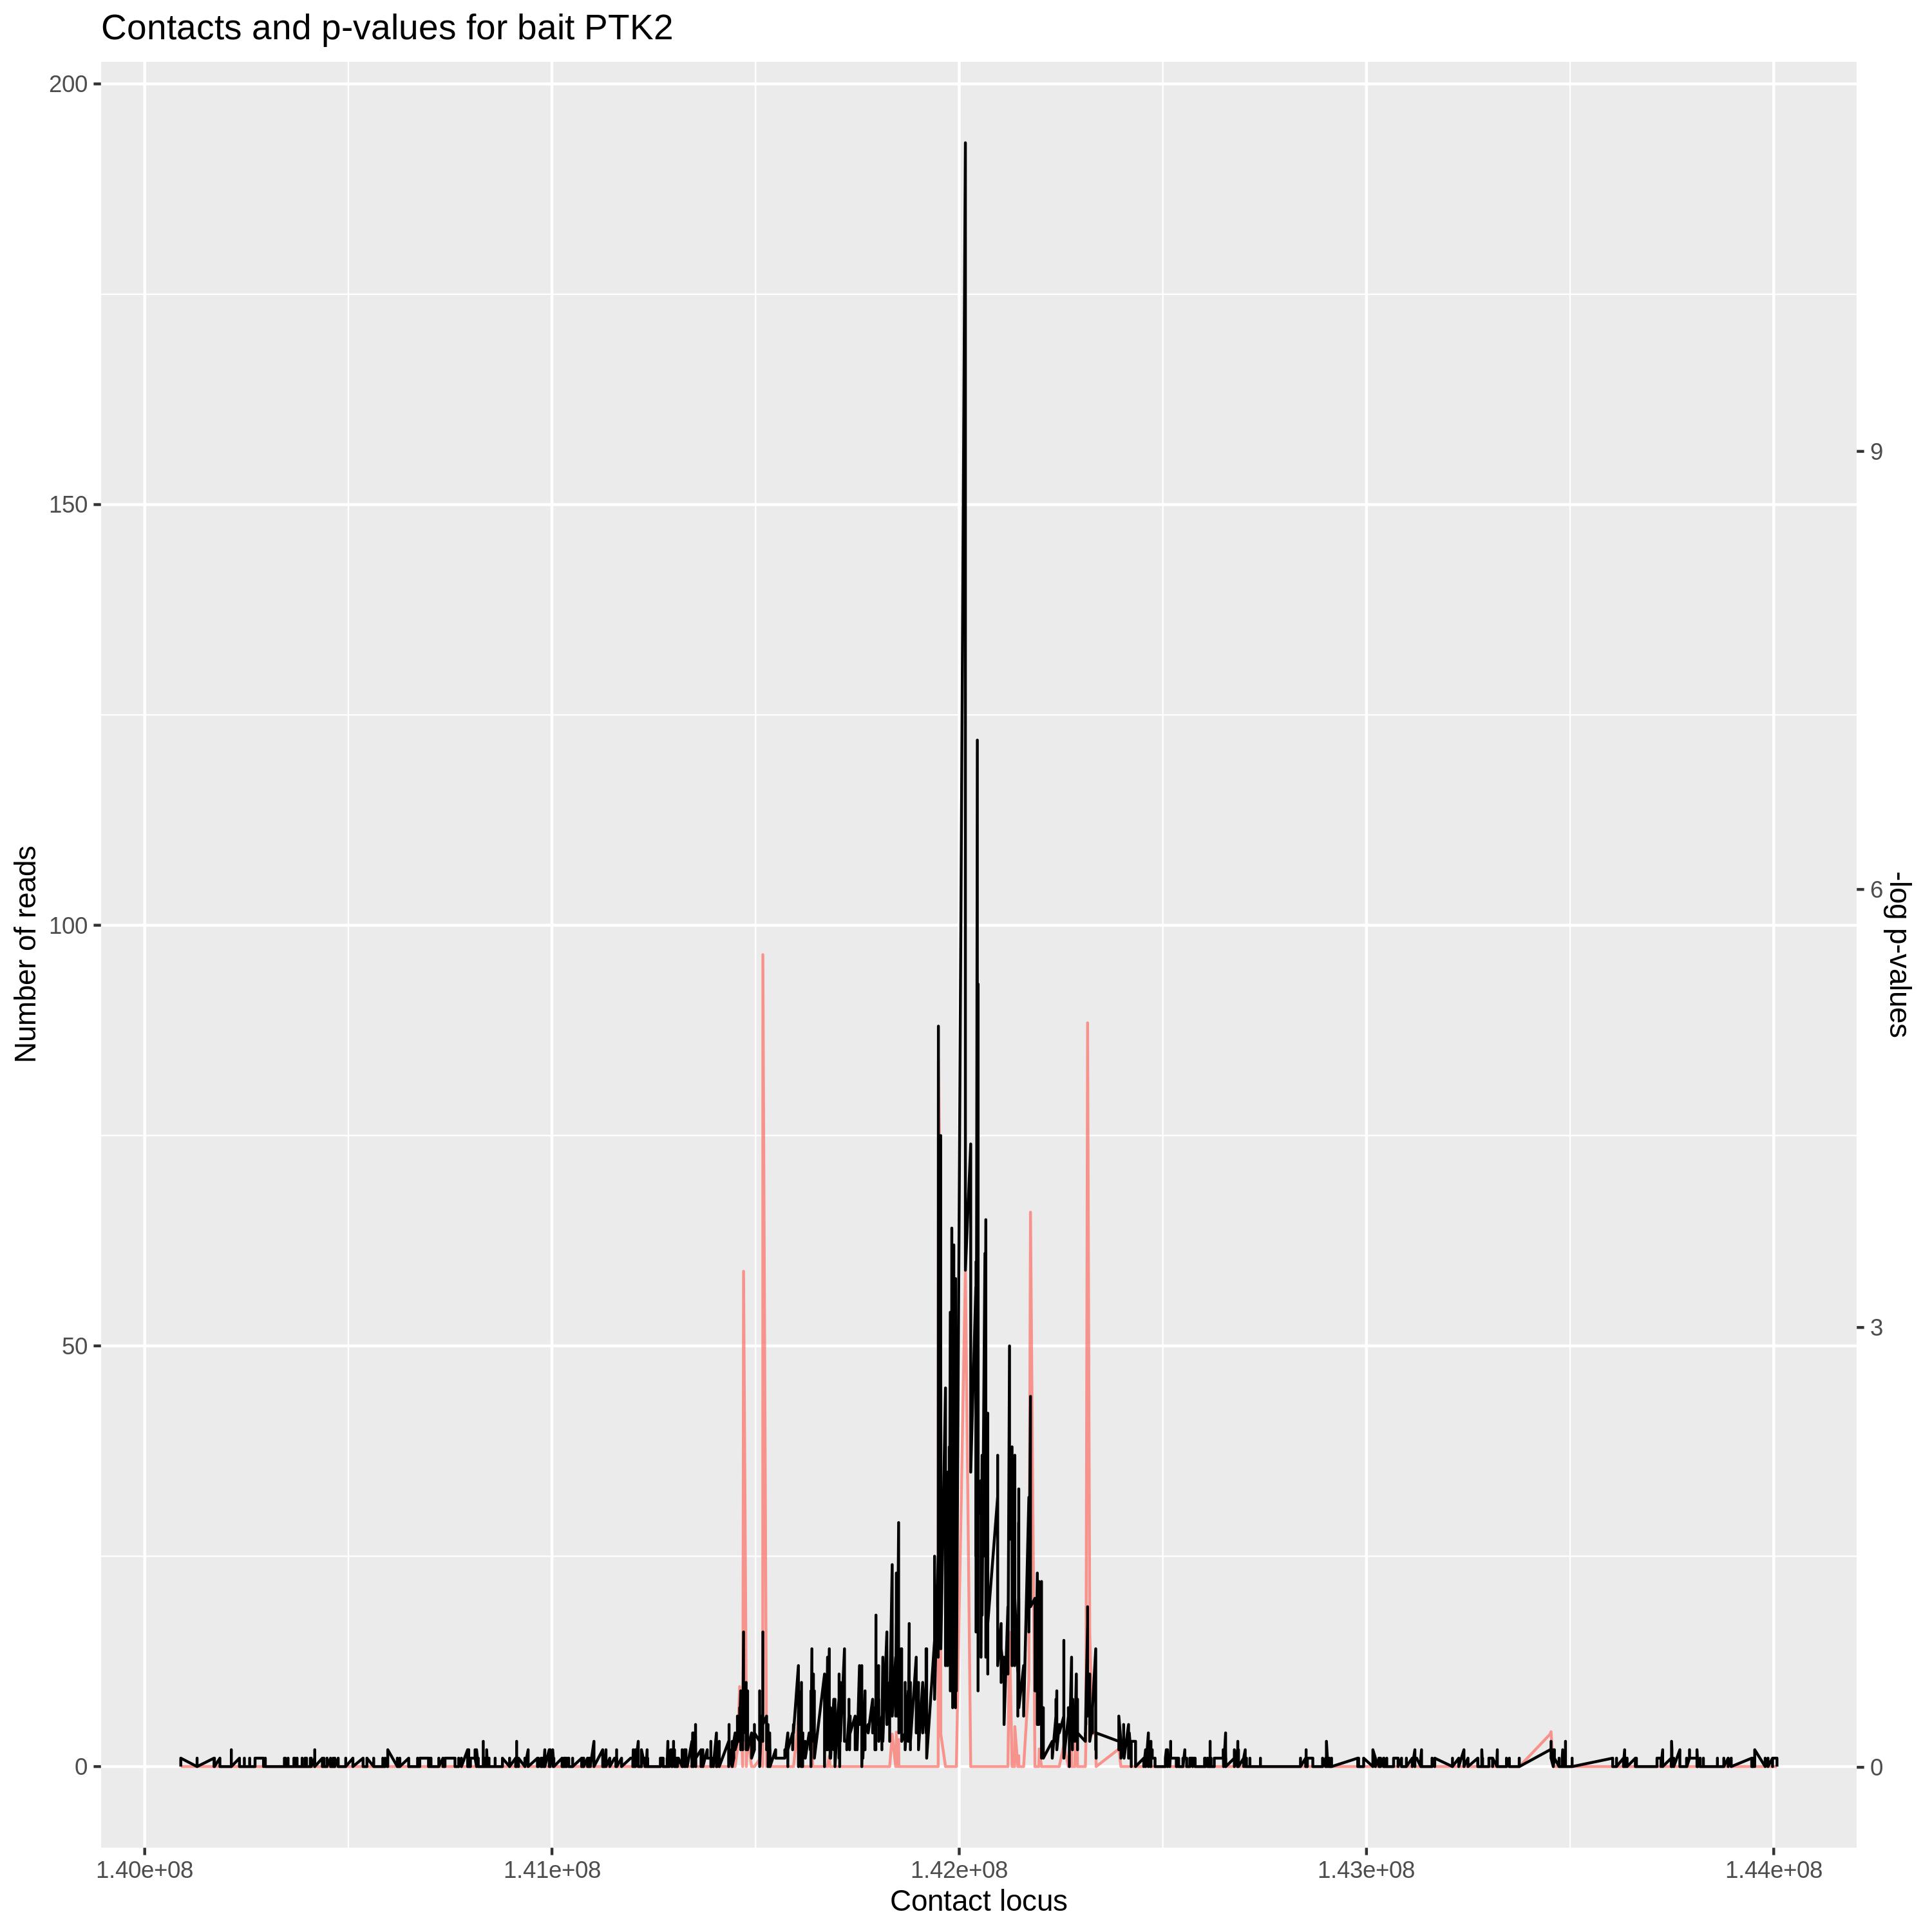 Contacts and p-values for bait PTK2
200
150
100
50
0
Number of reads
9
6
3
0
-log p-values
1.40e+08 1.41e+08 1.42e+08 1.43e+08 1.44e+08
Contact locus